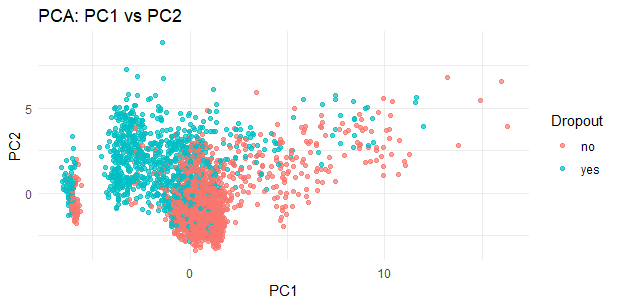 PCA: PC1 vs PC2
5
0
PC2
0
10
PC1
Dropout
no
yes